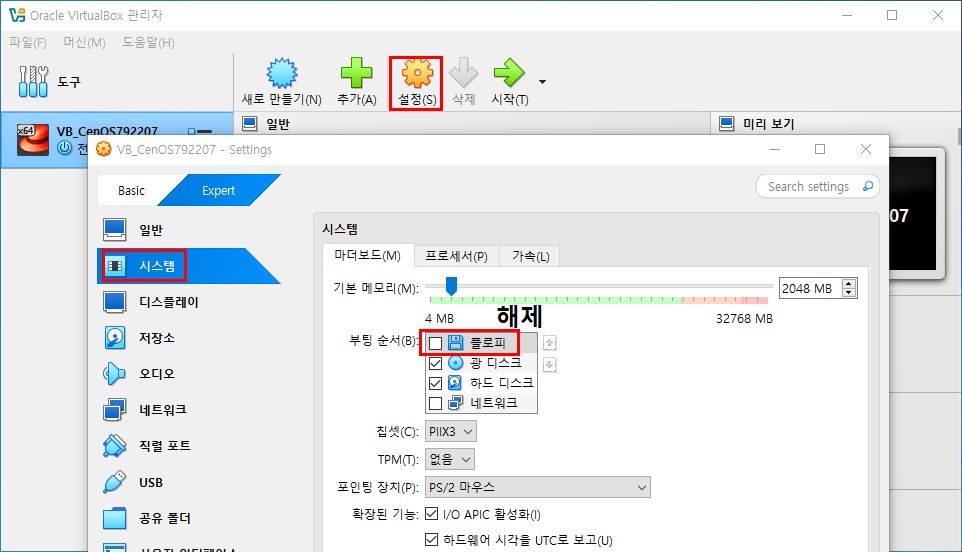 Oracle VirtualBox 관리자
파일(F) 머신(M) 도움말(H)
도구
새로 만들기(N) 추가(A) 설정(S) 삭제 시작(T)
x64 VB_CenOS792207
일반
미리 보기
07
VB_CenOS792207 - Settings
Basic Expert
Search settings
일반
시스템
디스플레이
저장소
오디오
네트워크
직렬 포트
USB
공유 폴더
시스템
마더보드(M) 프로세서(P) 가속(L)
기본 메모리(M): 2048 MB
4 MB 32768 MB
해제
부팅 순서(B): 플로피
광 디스크
하드 디스크
네트워크
칩셋(C): PIIX3
TPM(T): 없음
포인팅 장치(P): PS/2 마우스
확장된 기능: I/O APIC 활성화(I)
하드웨어 시각을 UTC로 보고(U)